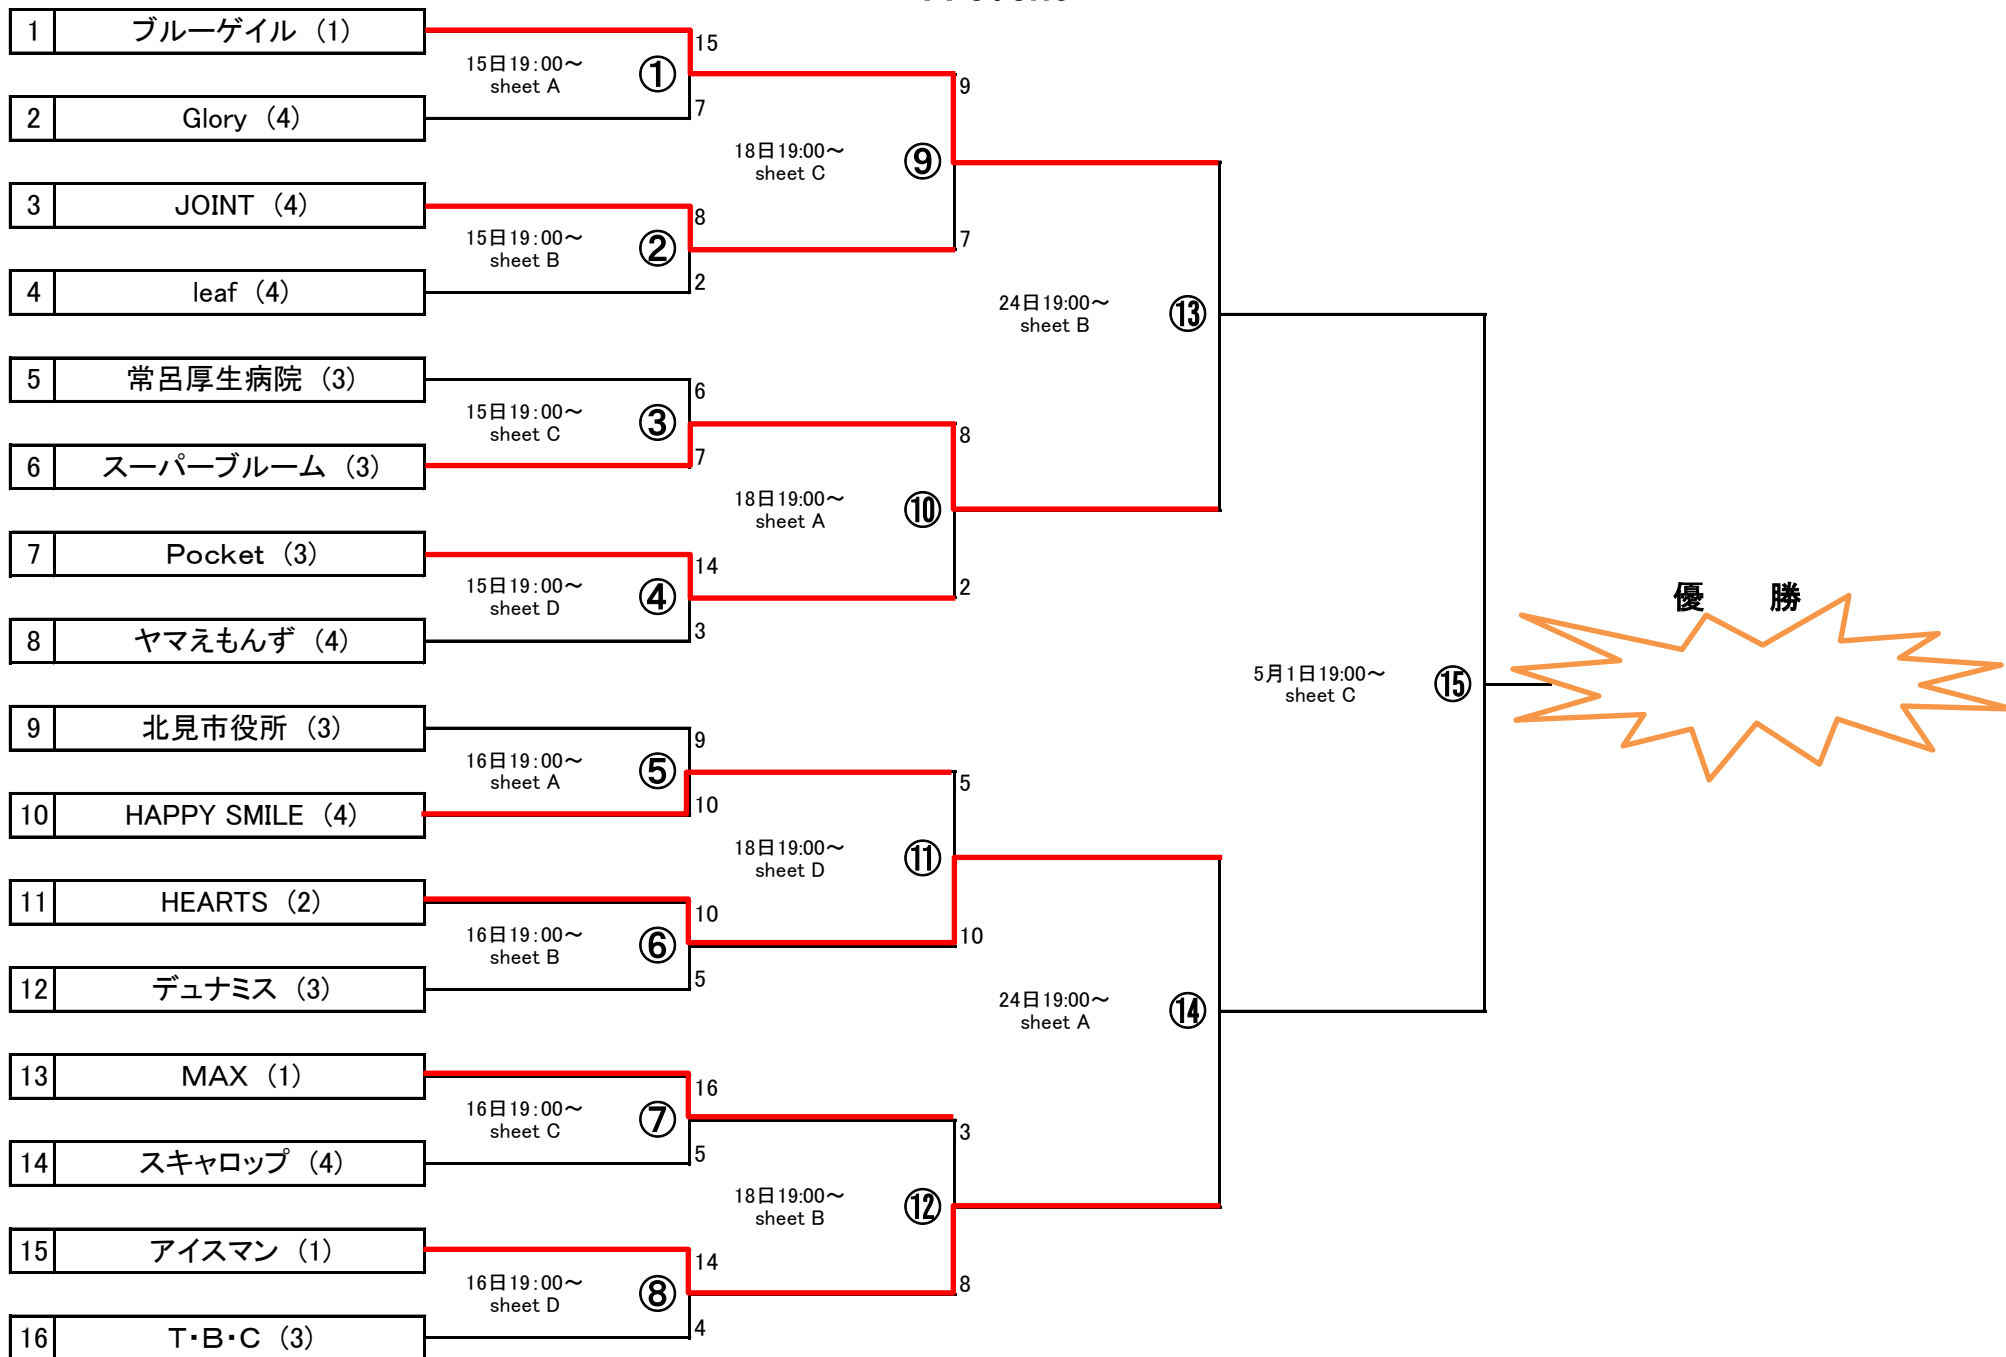 1 ブルーゲイル (1)
15
15日19:00～
sheet A
①
9
2 Glory (4)
7
18日19:00～
sheet C
⑨
3 JOINT (4)
8
15日19:00～
sheet B
②
7
4 leaf (4)
2
24日19:00～
sheet B
⑬
5 常呂厚生病院 (3)
6
15日19:00～
sheet C
③
8
6 スーパーブルーム (3)
7
18日19:00～
sheet A
⑩
7 Pocket (3)
14
15日19:00～
sheet D
④
2
8 ヤマえもんず (4)
3
優 勝
5月1日19:00～
sheet C
⑮
9 北見市役所 (3)
9
16日19:00～
sheet A
⑤
5
10 HAPPY SMILE (4)
10
18日19:00～
sheet D
⑪
11 HEARTS (2)
10
16日19:00～
sheet B
⑥
10
12 デュナミス (3)
5
24日19:00～
sheet A
⑭
13 MAX (1)
16
16日19:00～
sheet C
⑦
3
14 スキャロップ (4)
5
18日19:00～
sheet B
⑫
15 アイスマン (1)
14
16日19:00～
sheet D
⑧
8
16 T・B・C (3)
4